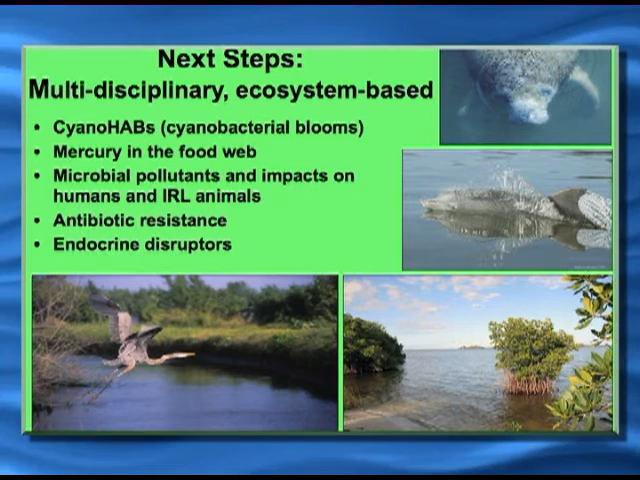 Next Steps:
Multi-disciplinary, ecosystem-based
• CyanoHABs (cyanobacterial blooms)
• Mercury in the food web
• Microbial pollutants and impacts on
humans and IRL animals
• Antibiotic resistance
• Endocrine disruptors